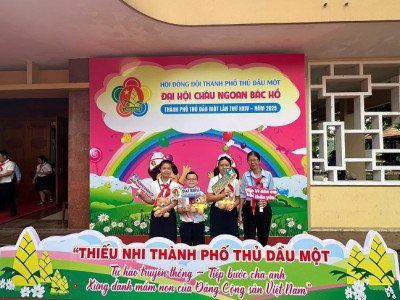 HỘI ĐỒNG ĐỘI THÀNH PHỐ THỦ DẦU MỘT
ĐẠI HỘI CHÁU NGOAN BÁC HỒ
THÀNH PHỐ THỦ DẦU MỘT LẦN THỨ XXIV - NĂM 2025
"THIẾU NHI THÀNH PHỐ THỦ DẦU MỘT
Tự hào truyền thống - Tiếp bước cha anh
Xứng danh mầm non của Đảng Cộng sản Việt Nam"